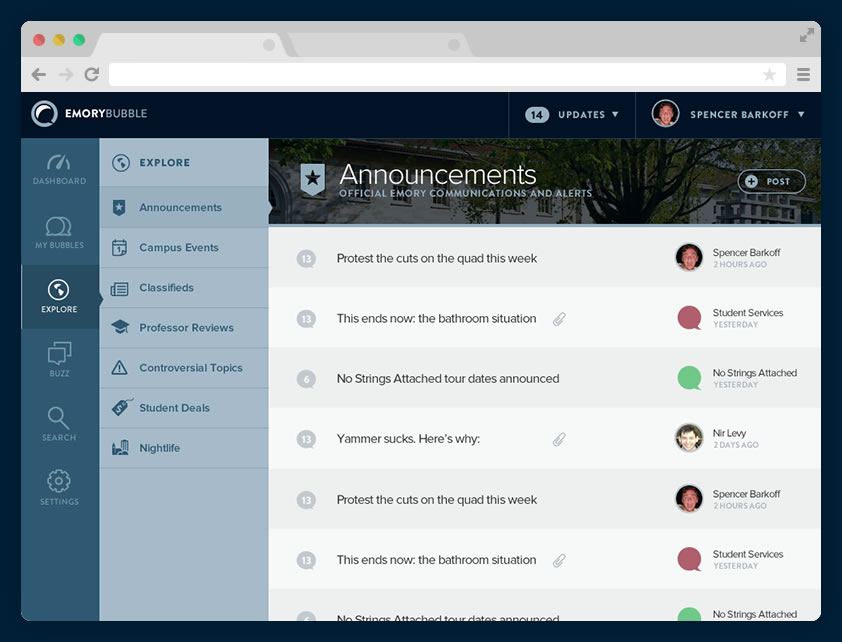 EMORYBUBBLE
14 UPDATES
SPENCER BARKOFF
DASHBOARD
MY BUBBLES
EXPLORE
BUZZ
SEARCH
SETTINGS
EXPLORE
Announcements
Campus Events
Classifieds
Professor Reviews
Controversial Topics
Student Deals
Nightlife
Announcements
OFFICIAL EMORY COMMUNICATIONS AND ALERTS
POST
13 Protest the cuts on the quad this week
Spencer Barkoff
2 HOURS AGO
13 This ends now: the bathroom situation
Student Services
YESTERDAY
6 No Strings Attached tour dates announced
No Strings Attached
YESTERDAY
13 Yammer sucks. Here’s why:
Nir Levy
2 DAYS AGO
13 Protest the cuts on the quad this week
Spencer Barkoff
2 HOURS AGO
13 This ends now: the bathroom situation
Student Services
YESTERDAY
No Strings Attached tour dates announced
No Strings Attached